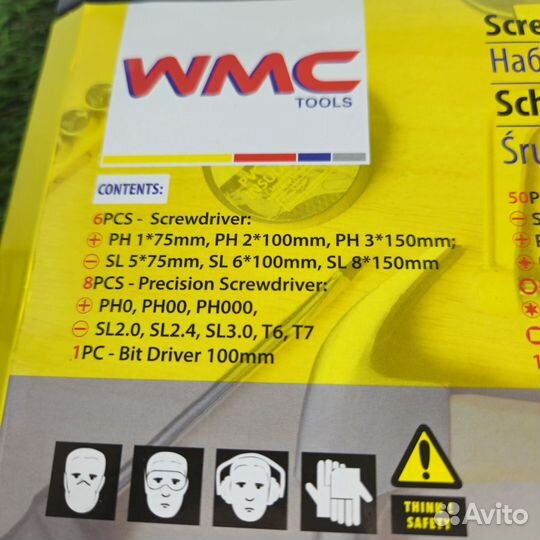 WMC
TOOLS
CONTENTS:
6PCS - Screwdriver:
PH 1*75mm, PH 2*100mm, PH 3*150mm;
SL 5*75mm, SL 6*100mm, SL 8*150mm
8PCS - Precision Screwdriver:
PH0, PH00, PH000,
SL2.0, SL2.4, SL3.0, T6, T7
1PC - Bit Driver 100mm
Scre
Наб
Sch
Śru
50P
THINK!
SAFETY
Avito